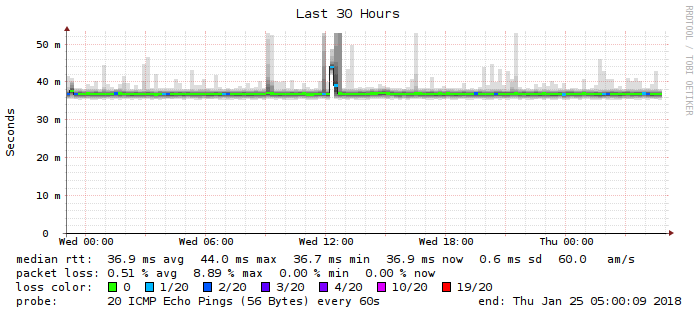 Last 30 Hours
RRDTOOL / TOBI OETIKER
Seconds
50 m
40 m
30 m
20 m
10 m
0
Wed 00:00 Wed 06:00 Wed 12:00 Wed 18:00 Thu 00:00
median rtt: 36.9 ms avg 44.0 ms max 36.7 ms min 36.9 ms now 0.6 ms sd 60.0 am/s
packet loss: 0.51 % avg 8.89 % max 0.00 % min 0.00 % now
loss color: 0 1/20 2/20 3/20 4/20 10/20 19/20
probe: 20 ICMP Echo Pings (56 Bytes) every 60s end: Thu Jan 25 05:00:09 2018